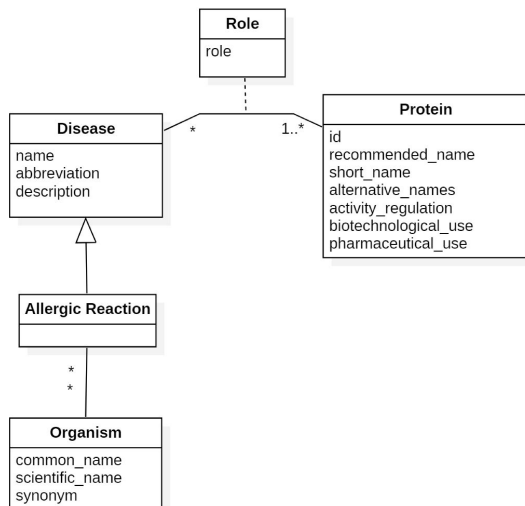 Role
role
Disease
name
abbreviation
description
*
1..*
Protein
id
recommended_name
short_name
alternative_names
activity_regulation
biotechnological_use
pharmaceutical_use
Allergic Reaction
*
*
Organism
common_name
scientific_name
synonym